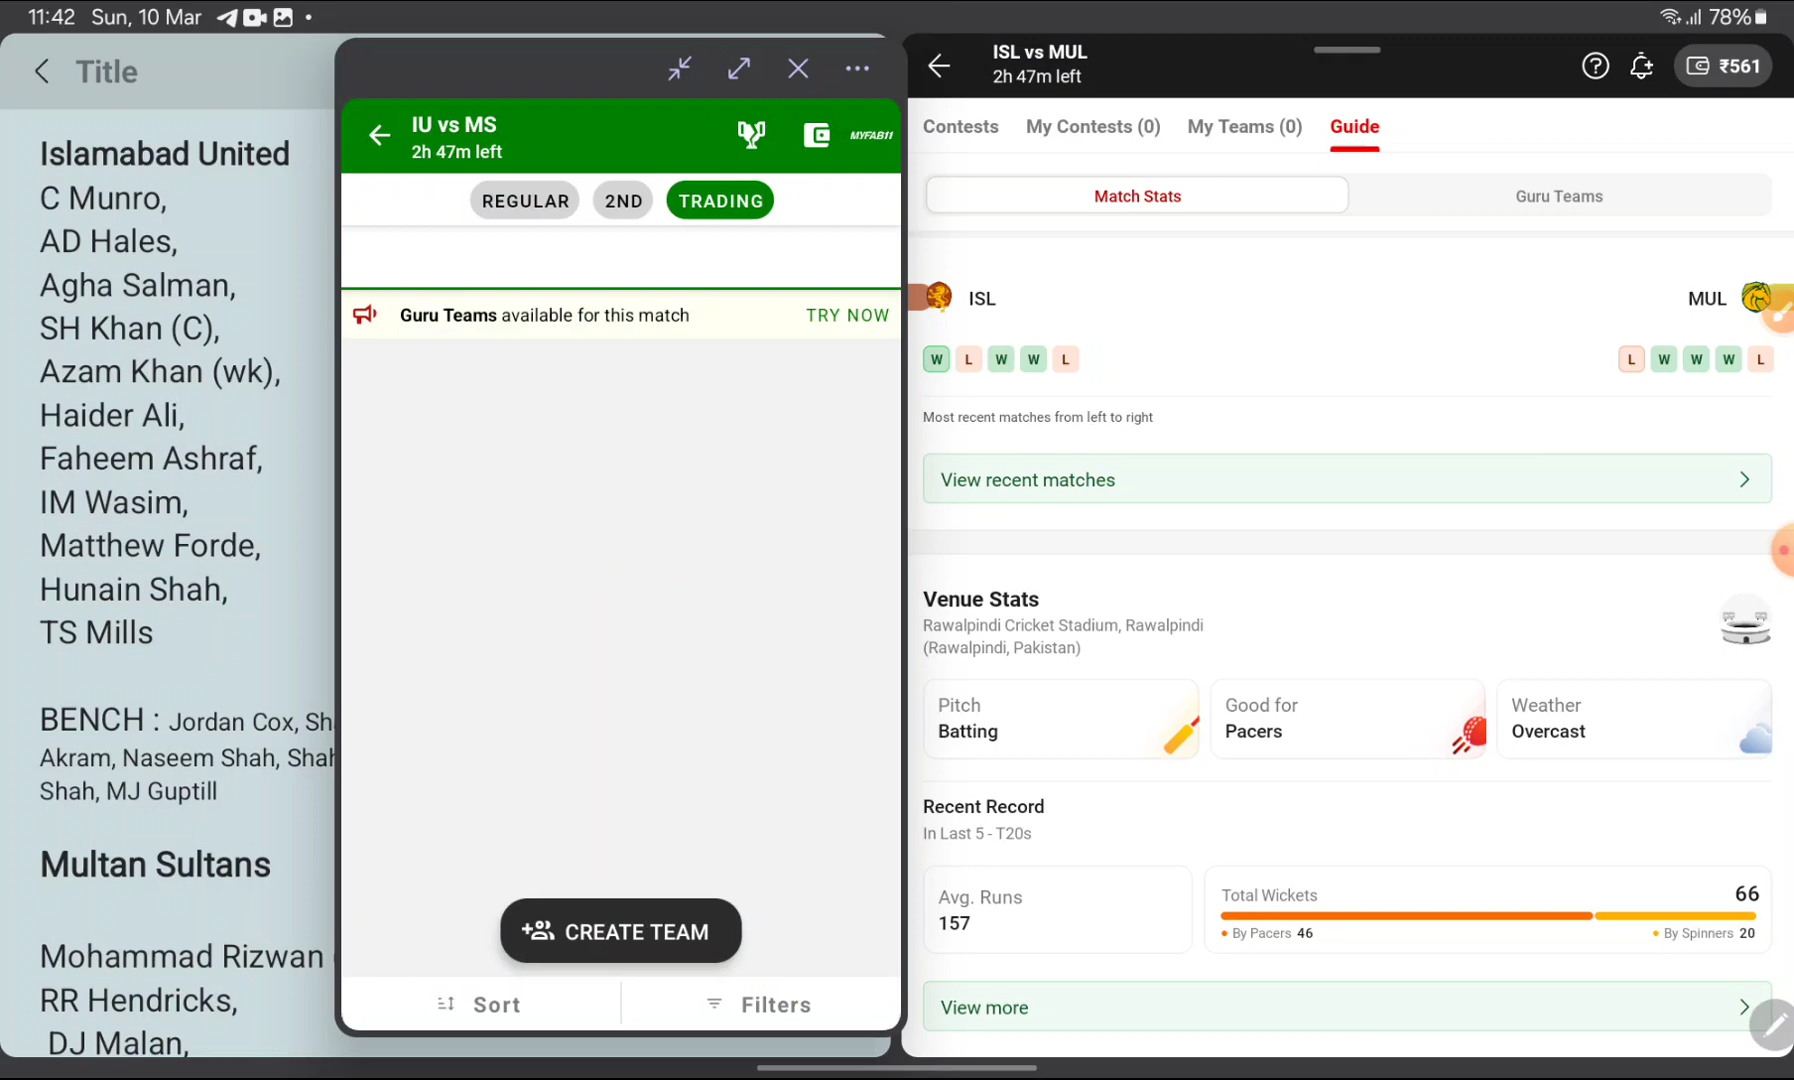 11:42 Sun, 10 Mar
78%
Title
Islamabad United
C Munro,
AD Hales,
Agha Salman,
SH Khan (C),
Azam Khan (wk),
Haider Ali,
Faheem Ashraf,
IM Wasim,
Matthew Forde,
Hunain Shah,
TS Mills
BENCH : Jordan Cox,
Akram, Naseem Shah,
Shah, MJ Guptill
Multan Sultans
Mohammad Rizwan
RR Hendricks,
DJ Malan,
IU vs MS
2h 47m left
MYFAB11
REGULAR 2ND TRADING
Guru Teams available for this match TRY NOW
CREATE TEAM
Sort Filters
ISL vs MUL
2h 47m left
₹561
Contests My Contests (0) My Teams (0) Guide
Match Stats Guru Teams
ISL MUL
W L W W L L W W W L
Most recent matches from left to right
View recent matches
Venue Stats
Rawalpindi Cricket Stadium, Rawalpindi
(Rawalpindi, Pakistan)
Pitch Good for Weather
Batting Pacers Overcast
Recent Record
In Last 5 - T20s
Avg. Runs
157
Total Wickets 66
By Pacers 46 By Spinners 20
View more